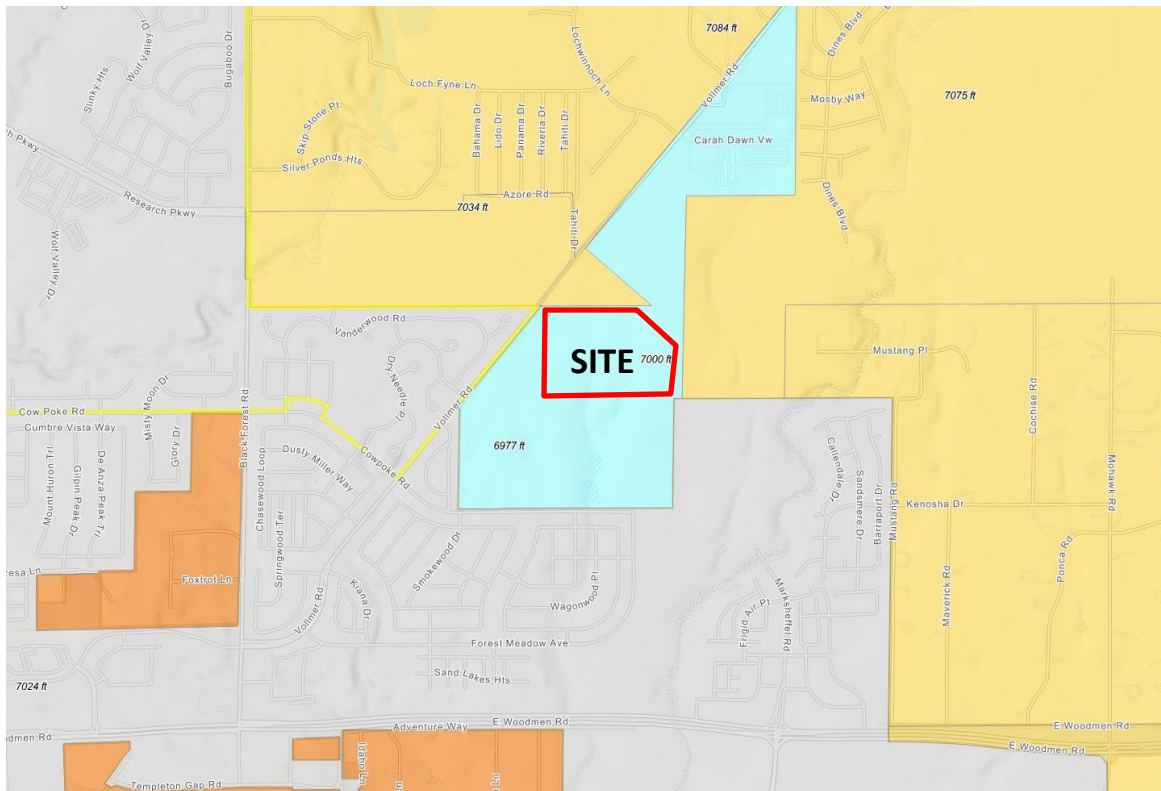 7084 ft
Dines Blvd
Lochwinnoch Ln
Bugaboo Dr
Wolf Valley Dr
Slinky Hts
Vollmer Rd
Loch Fyne Ln
7075 ft
Mosby Way
Skip Stone Pt
Bahama Dr
Lido Dr
Panama Dr
Riveria Dr
Tahiti Dr
Carah Dawn Vw
Pkwy
Silver Ponds Hts
Research Pkwy
Azore Rd
7034 ft
Dines Blvd
Wolf Valley Dr
Tahiti Dr
Vanderwood Rd
SITE
7000 ft
Mustang Pl
Dry Needle Pl
Misty Moon Dr
Vollmer Rd
Cochise Rd
Cow Poke Rd
Black Forest Rd
Cumbre Vista Way
Glory Dr
6977 ft
Cowpoke Rd
Dusty Miller Way
Mount Huron Trl
Gilpin Peak Dr
De Anza Peak Trl
Chasewood Loop
Callendale Dr
Sandsmere Dr
Barraport Dr
Mustang Rd
Mohawk Rd
Kenosha Dr
Springwood Ter
Smokewood Dr
Ponca Rd
resa Ln
Foxtrot Ln
Kiana Dr
Wagonwood Pl
Vollmer Rd
Frigid Air Pt
Marksheffel Rd
Maverick Rd
Forest Meadow Ave
Sand Lakes Hts
7024 ft
Adventure Way
E Woodmen Rd
E Woodmen Rd
odmen Rd
E Woodmen Rd
Idaho Ln
Templeton Gap Rd